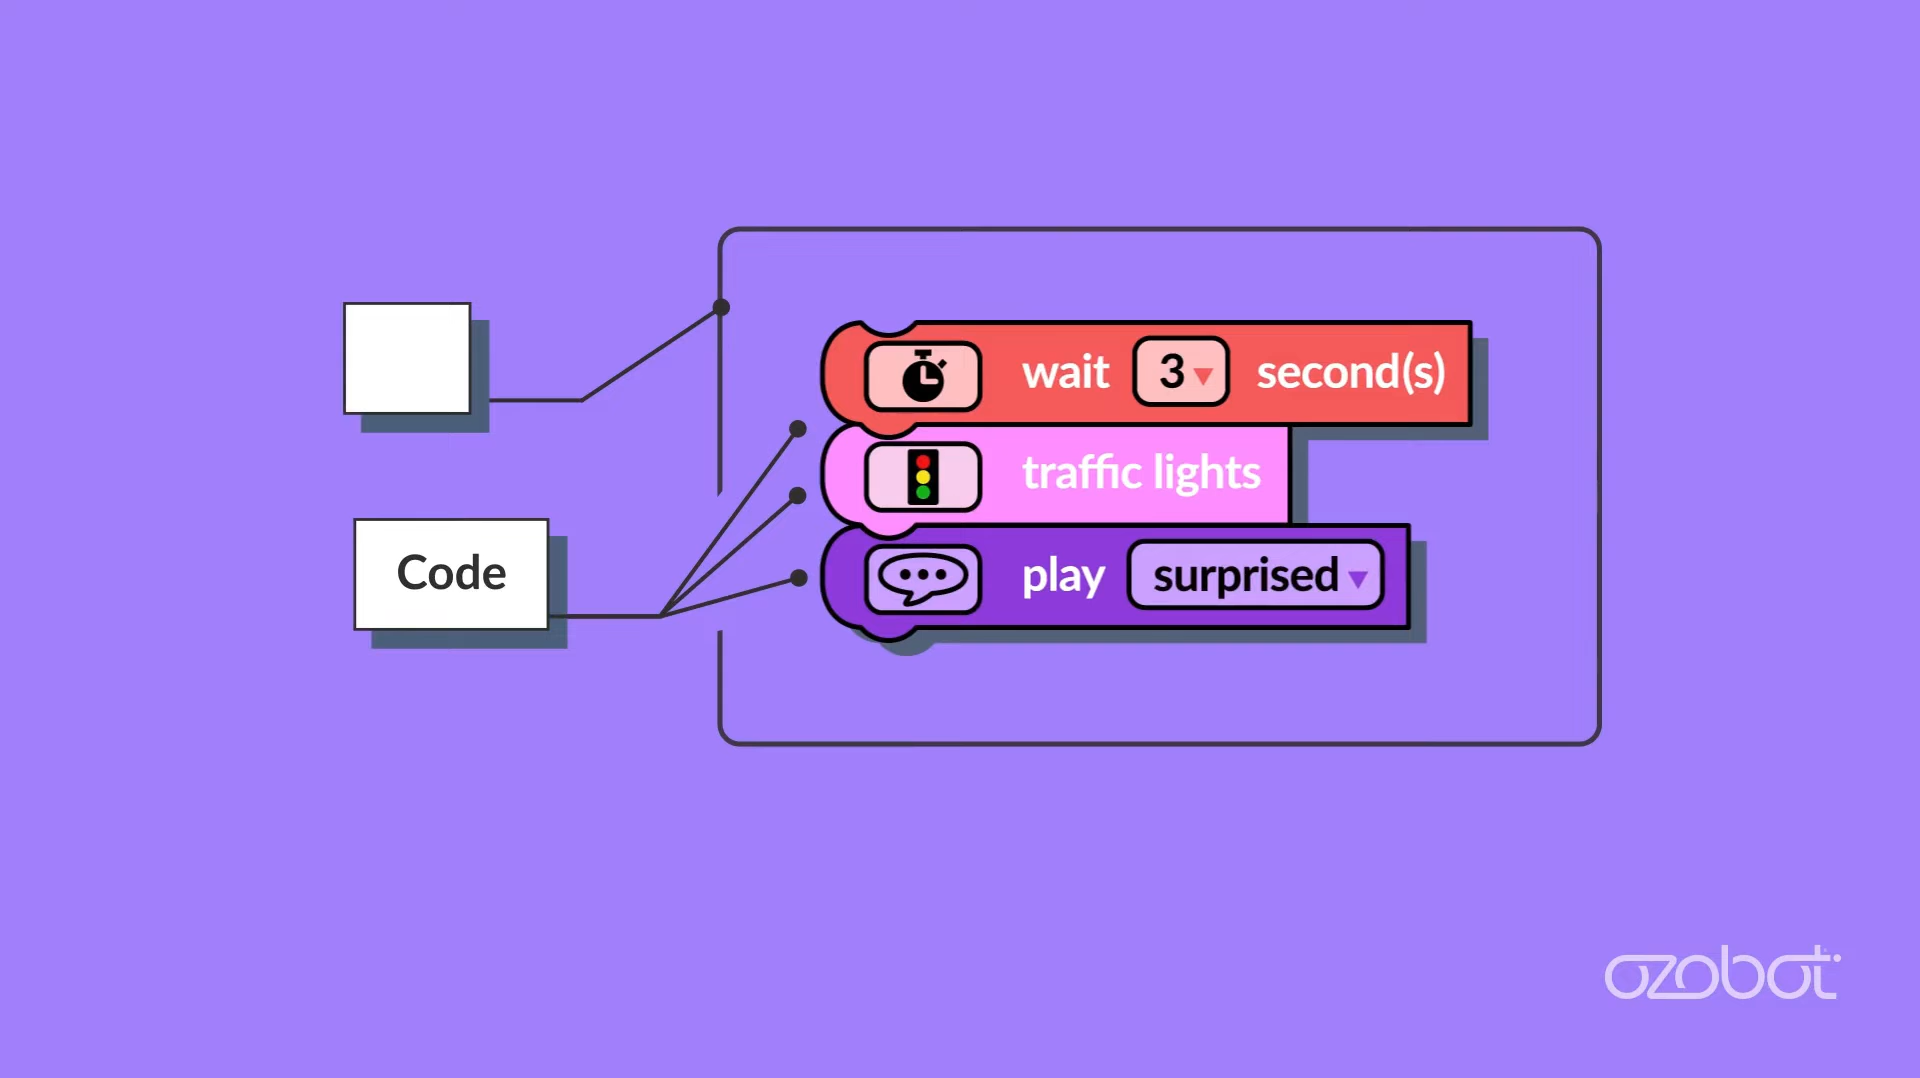 wait 3 second(s)
traffic lights
Code
play surprised
ozobot